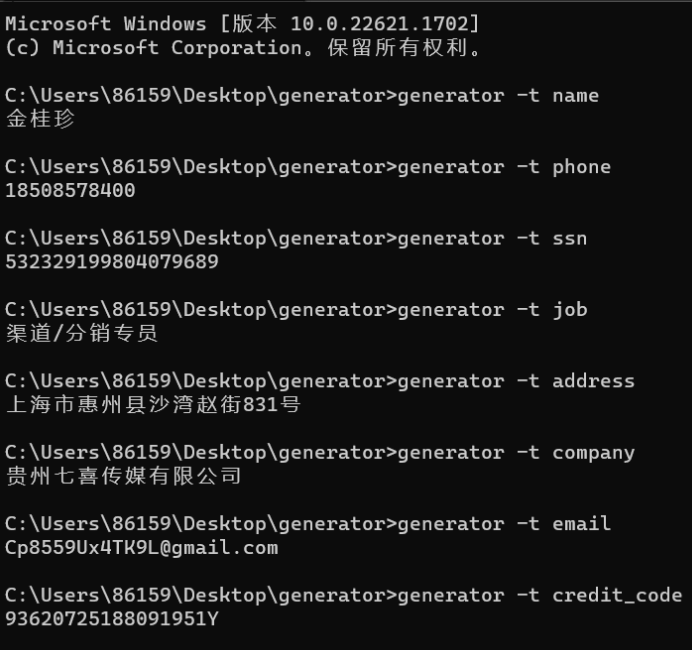 Microsoft Windows [版本 10.0.22621.1702]
(c) Microsoft Corporation。保留所有权利。
C:\Users\86159\Desktop\generator>generator -t name
金桂珍
C:\Users\86159\Desktop\generator>generator -t phone
18508578400
C:\Users\86159\Desktop\generator>generator -t ssn
532329199804079689
C:\Users\86159\Desktop\generator>generator -t job
渠道/分销专员
C:\Users\86159\Desktop\generator>generator -t address
上海市惠州县沙湾赵街831号
C:\Users\86159\Desktop\generator>generator -t company
贵州七喜传媒有限公司
C:\Users\86159\Desktop\generator>generator -t email
Cp8559Ux4TK9L@gmail.com
C:\Users\86159\Desktop\generator>generator -t credit_code
93620725188091951Y